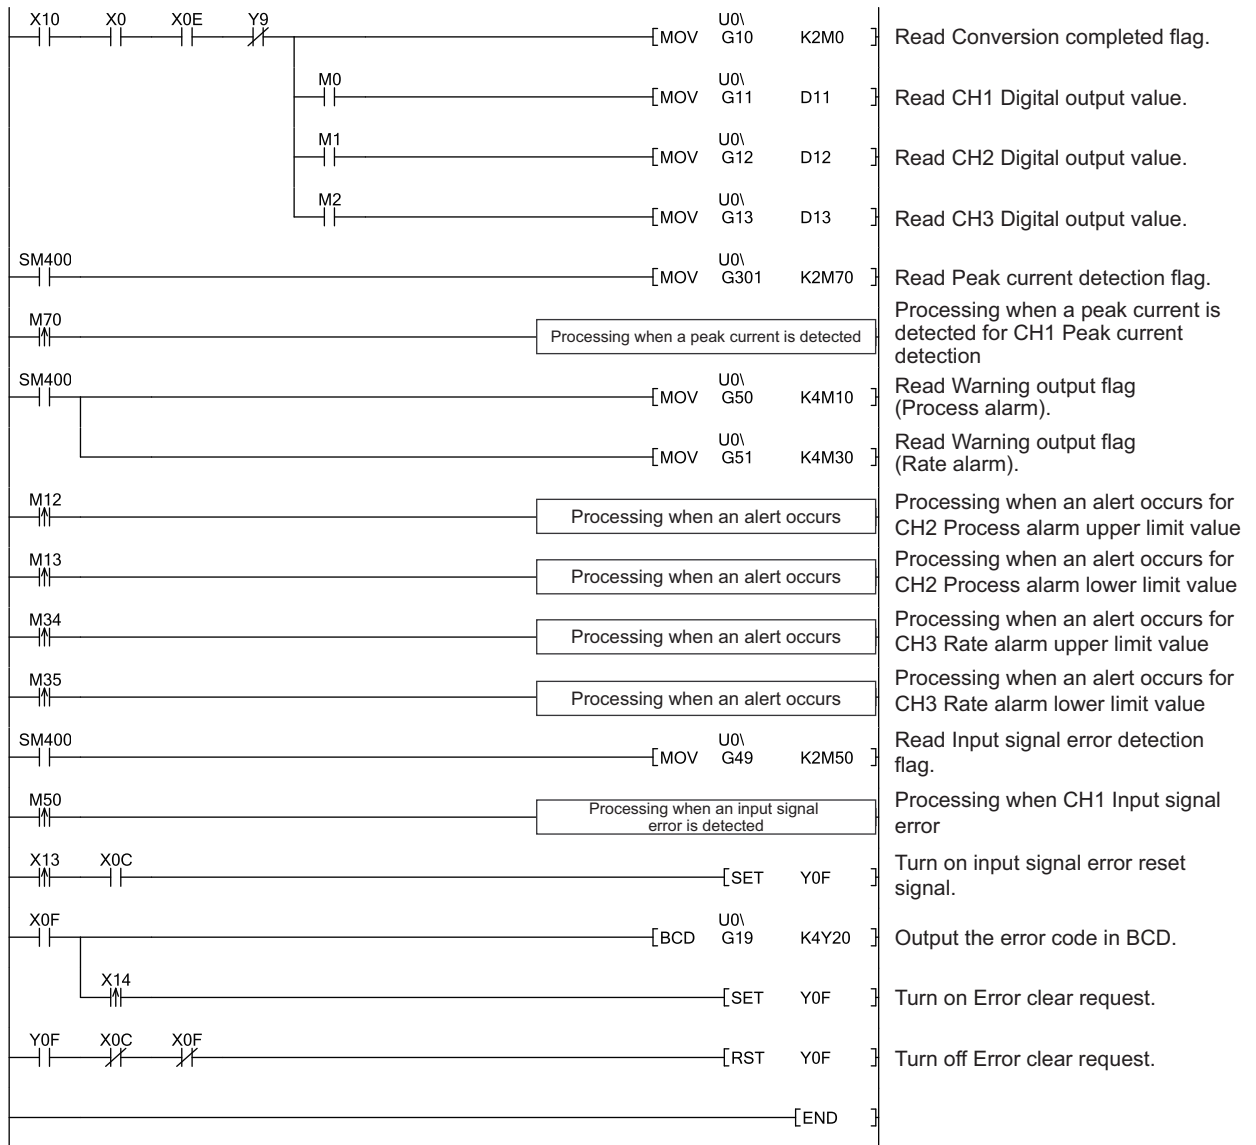 X10 X0 X0E Y9
[MOV U0\ G10 K2M0 ] Read Conversion completed flag.
M0
[MOV U0\ G11 D11 ] Read CH1 Digital output value.
M1
[MOV U0\ G12 D12 ] Read CH2 Digital output value.
M2
[MOV U0\ G13 D13 ] Read CH3 Digital output value.
SM400
[MOV U0\ G301 K2M70 ] Read Peak current detection flag.
M70
Processing when a peak current is detected
Processing when a peak current is
detected for CH1 Peak current
detection
SM400
[MOV U0\ G50 K4M10 ]
Read Warning output flag
(Process alarm).
[MOV U0\ G51 K4M30 ]
Read Warning output flag
(Rate alarm).
M12
Processing when an alert occurs
Processing when an alert occurs for
CH2 Process alarm upper limit value
M13
Processing when an alert occurs
Processing when an alert occurs for
CH2 Process alarm lower limit value
M34
Processing when an alert occurs
Processing when an alert occurs for
CH3 Rate alarm upper limit value
M35
Processing when an alert occurs
Processing when an alert occurs for
CH3 Rate alarm lower limit value
SM400
[MOV U0\ G49 K2M50 ]
Read Input signal error detection
flag.
M50
Processing when an input signal
error is detected
Processing when CH1 Input signal
error
X13 X0C
[SET Y0F ]
Turn on input signal error reset
signal.
X0F
[BCD U0\ G19 K4Y20 ] Output the error code in BCD.
X14
[SET Y0F ] Turn on Error clear request.
Y0F X0C X0F
[RST Y0F ] Turn off Error clear request.
[END ]